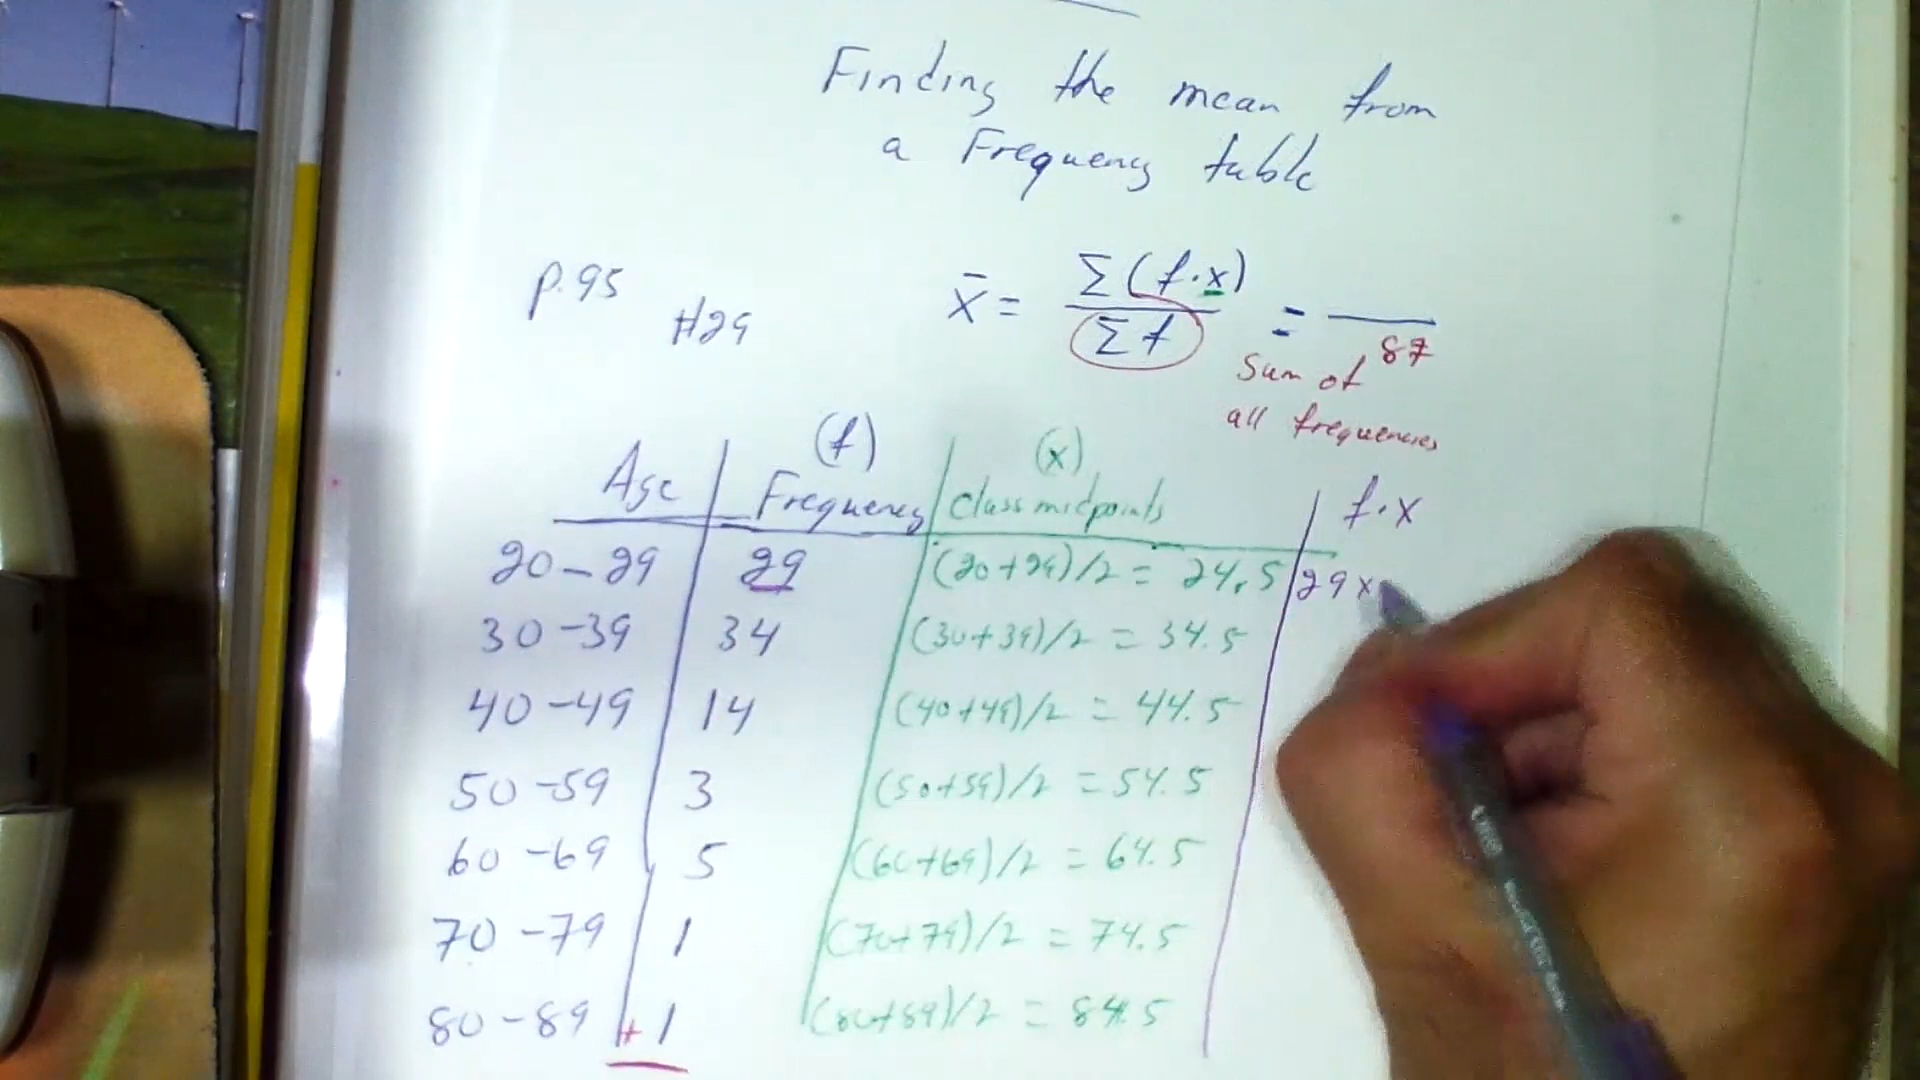 Finding the mean from
a Frequency table
p.95 #29
x̄ = Σ(f·x) / Σf = __ / 87
Sum of
all frequencies
(f) (x)
Age Frequency Class midpoints f·x
20-29 29 (20+29)/2 = 24.5 29x
30-39 34 (30+39)/2 = 34.5
40-49 14 (40+49)/2 = 44.5
50-59 3 (50+59)/2 = 54.5
60-69 5 (60+69)/2 = 64.5
70-79 1 (70+79)/2 = 74.5
80-89 +1 (80+89)/2 = 84.5